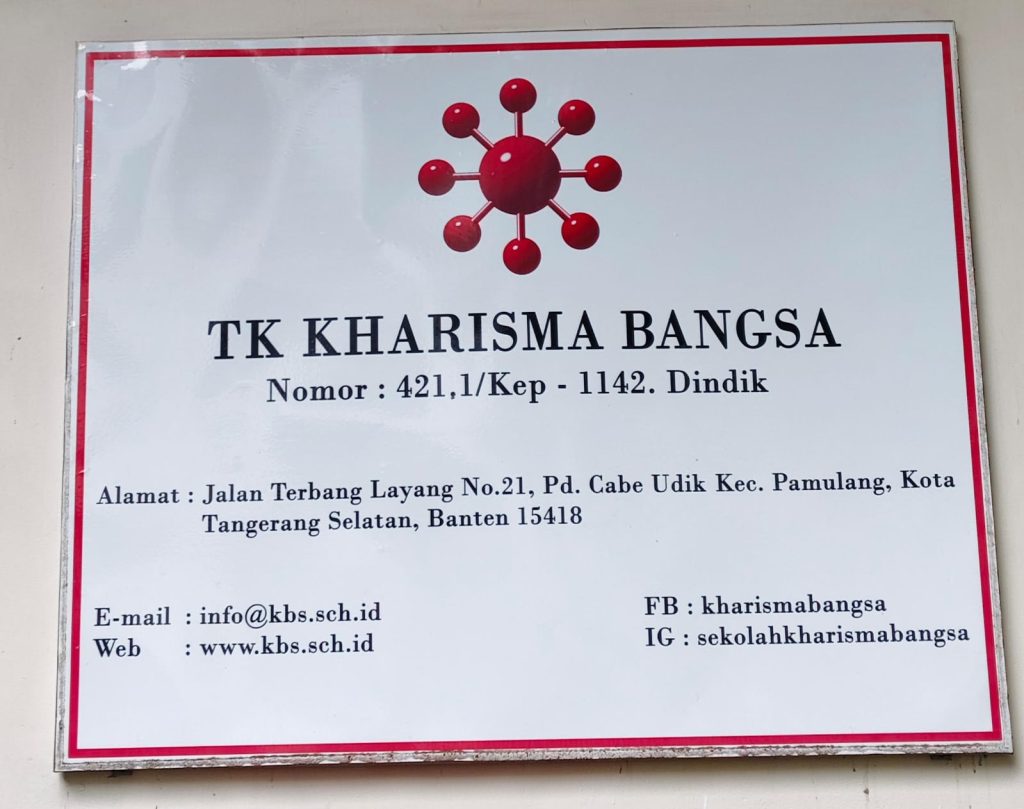 TK KHARISMA BANGSA
Nomor : 421,1/Kep - 1142. Dindik
Alamat : Jalan Terbang Layang No.21, Pd. Cabe Udik Kec. Pamulang, Kota
Tangerang Selatan, Banten 15418
E-mail : info@kbs.sch.id
Web : www.kbs.sch.id
FB : kharismabangsa
IG : sekolahkharismabangsa